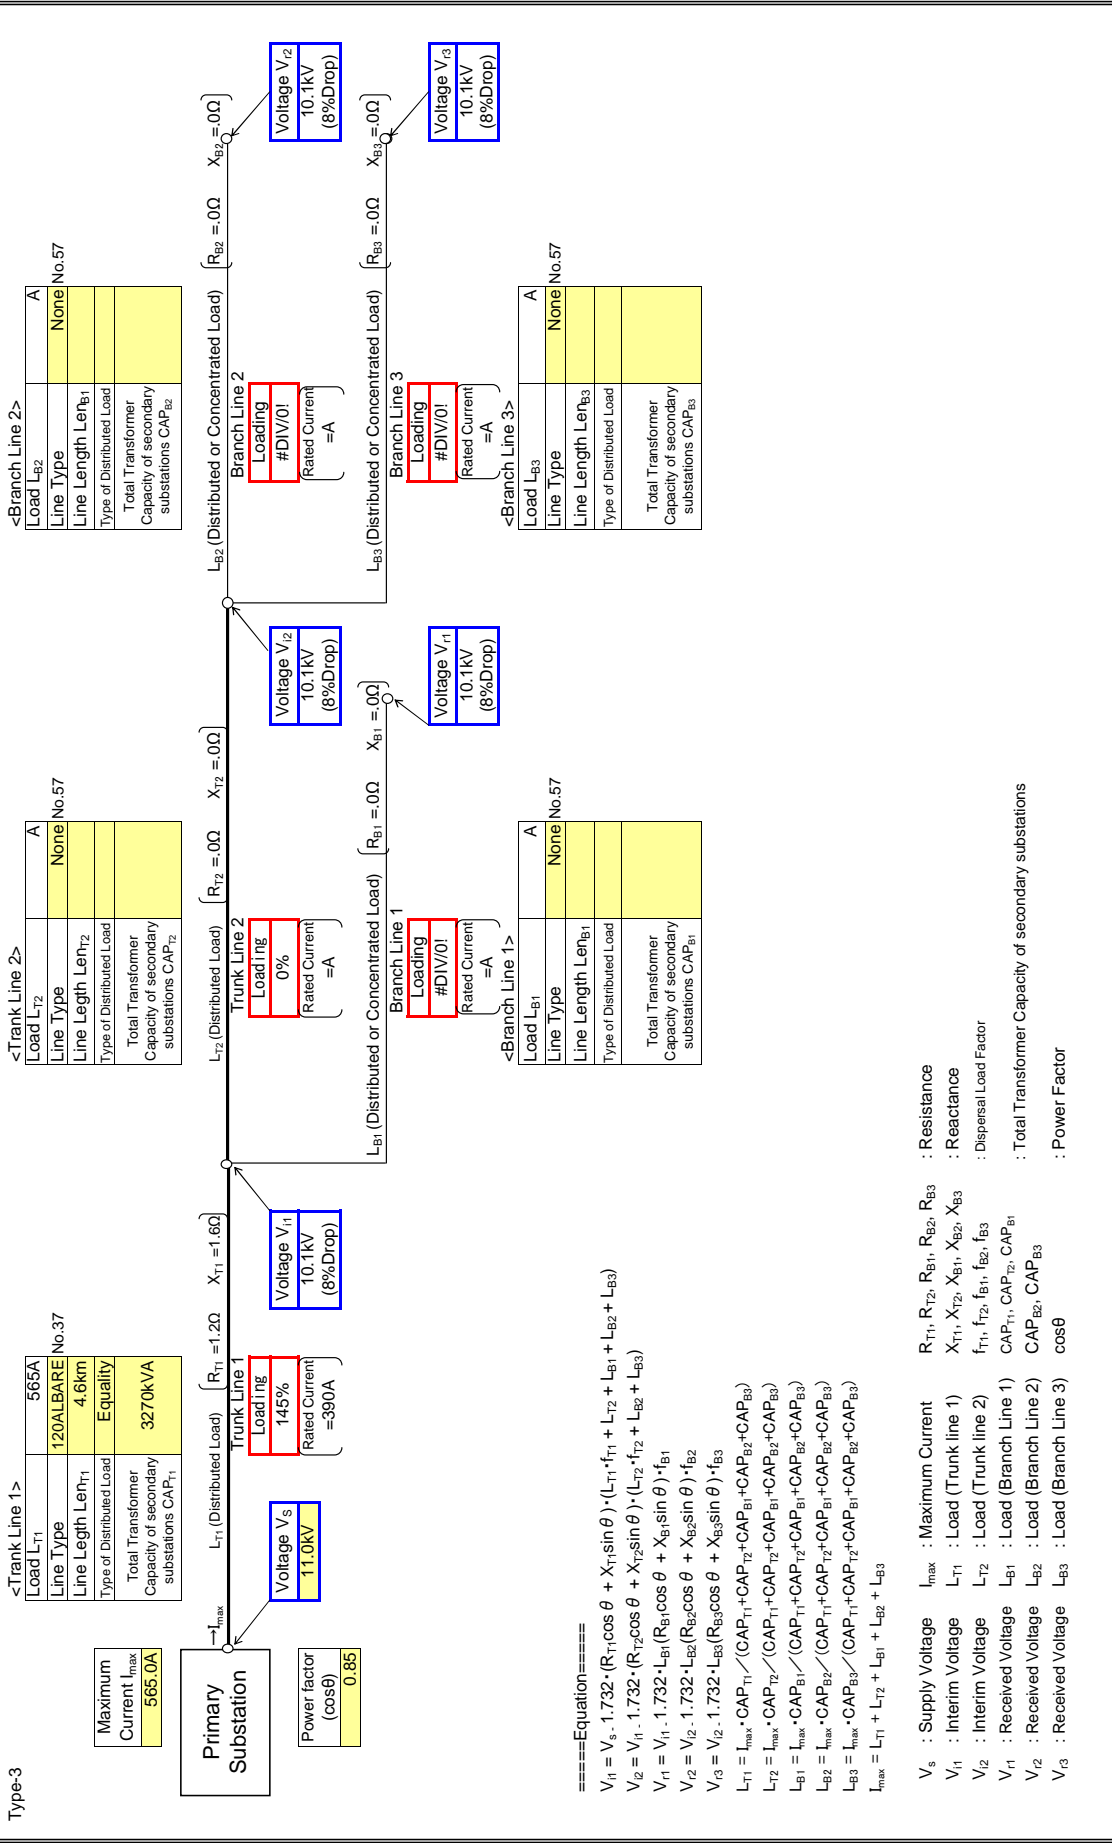 Type-3
Maximum
Current Imax
565.0A
Primary
Substation
Power factor
(cosθ)
0.85
→Imax
Voltage VS
11.0kV
<Trank Line 1>
Load LT1 565A
Line Type 120ALBARE No.37
Line Legth LenT1 4.6km
Type of Distributed Load Equality
Total Transformer
Capacity of secondary
substations CAPT1
3270kVA
LT1 (Distributed Load)
RT1 =1.2Ω XT1 =1.6Ω
Trunk Line 1
Loading
145%
Rated Current
=390A
Voltage Vi1
10.1kV
(8%Drop)
<Trank Line 2>
Load LT2 A
Line Type None No.57
Line Length LenT2
Type of Distributed Load
Total Transformer
Capacity of secondary
substations CAPT2
LT2 (Distributed Load)
RT2 =.0Ω XT2 =.0Ω
Trunk Line 2
Loading
0%
Rated Current
=A
Voltage Vi2
10.1kV
(8%Drop)
LB1 (Distributed or Concentrated Load)
RB1 =.0Ω XB1 =.0Ω
Branch Line 1
Loading
#DIV/0!
Rated Current
=A
Voltage Vr1
10.1kV
(8%Drop)
<Branch Line 1>
Load LB1 A
Line Type None No.57
Line Length LenB1
Type of Distributed Load
Total Transformer
Capacity of secondary
substations CAPB1
<Branch Line 2>
Load LB2 A
Line Type None No.57
Line Length LenB1
Type of Distributed Load
Total Transformer
Capacity of secondary
substations CAPB2
LB2 (Distributed or Concentrated Load)
RB2 =.0Ω XB2 =.0Ω
Branch Line 2
Loading
#DIV/0!
Rated Current
=A
Voltage Vr2
10.1kV
(8%Drop)
LB3 (Distributed or Concentrated Load)
RB3 =.0Ω XB3 =.0Ω
Branch Line 3
Loading
#DIV/0!
Rated Current
=A
Voltage Vr3
10.1kV
(8%Drop)
<Branch Line 3>
Load LB3 A
Line Type None No.57
Line Length LenB3
Type of Distributed Load
Total Transformer
Capacity of secondary
substations CAPB3
=====Equation=====
Vi1 = Vs - 1.732・(RT1cos θ + XT1sin θ)・(LT1・fT1 + LT2 + LB1 + LB2 + LB3)
Vi2 = Vi1 - 1.732・(RT2cos θ + XT2sin θ)・(LT2・fT2 + LB2 + LB3)
Vr1 = Vi1 - 1.732・LB1(RB1cos θ + XB1sin θ)・fB1
Vr2 = Vi2 - 1.732・LB2(RB2cos θ + XB2sin θ)・fB2
Vr3 = Vi2 - 1.732・LB3(RB3cos θ + XB3sin θ)・fB3
LT1 = Imax・CAPT1／(CAPT1+CAPT2+CAPB1+CAPB2+CAPB3)
LT2 = Imax・CAPT2／(CAPT1+CAPT2+CAPB1+CAPB2+CAPB3)
LB1 = Imax・CAPB1／(CAPT1+CAPT2+CAPB1+CAPB2+CAPB3)
LB2 = Imax・CAPB2／(CAPT1+CAPT2+CAPB1+CAPB2+CAPB3)
LB3 = Imax・CAPB3／(CAPT1+CAPT2+CAPB1+CAPB2+CAPB3)
Imax = LT1 + LT2 + LB1 + LB2 + LB3
Vs : Supply Voltage Imax : Maximum Current RT1, RT2, RB1, RB2, RB3 : Resistance
Vi1 : Interim Voltage LT1 : Load (Trunk line 1) XT1, XT2, XB1, XB2, XB3 : Reactance
Vi2 : Interim Voltage LT2 : Load (Trunk line 2) fT1, fT2, fB1, fB2, fB3 : Dispersal Load Factor
Vr1 : Received Voltage LB1 : Load (Branch Line 1) CAPT1, CAPT2, CAPB1 : Total Transformer Capacity of secondary substations
Vr2 : Received Voltage LB2 : Load (Branch Line 2) CAPB2, CAPB3
Vr3 : Received Voltage LB3 : Load (Branch Line 3) cosθ : Power Factor